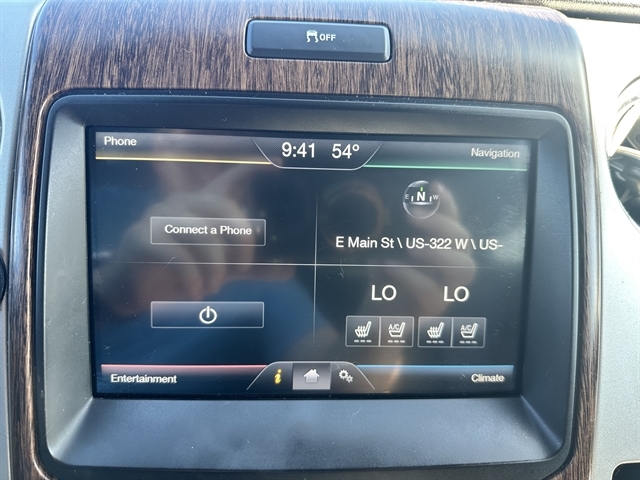 OFF
Phone
9:41 54°
Navigation
E N W
Connect a Phone
E Main St \ US-322 W \ US-
LO LO
A/C A/C
i
Entertainment
Climate